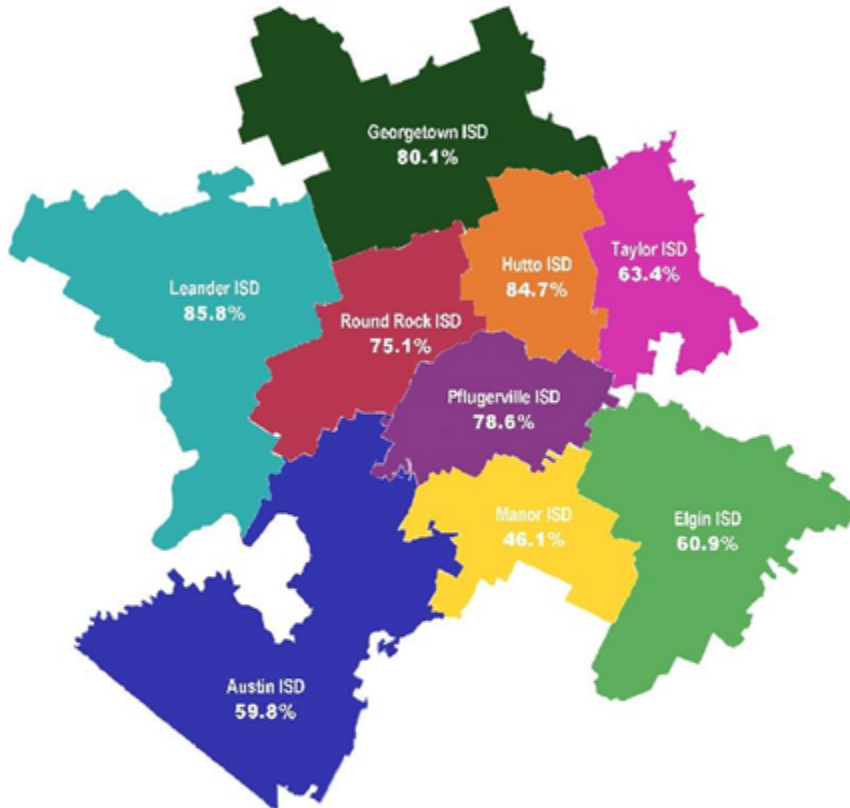 Georgetown ISD
80.1%
Leander ISD
85.8%
Hutto ISD
84.7%
Taylor ISD
63.4%
Round Rock ISD
75.1%
Pflugerville ISD
78.6%
Manor ISD
46.1%
Elgin ISD
60.9%
Austin ISD
59.8%